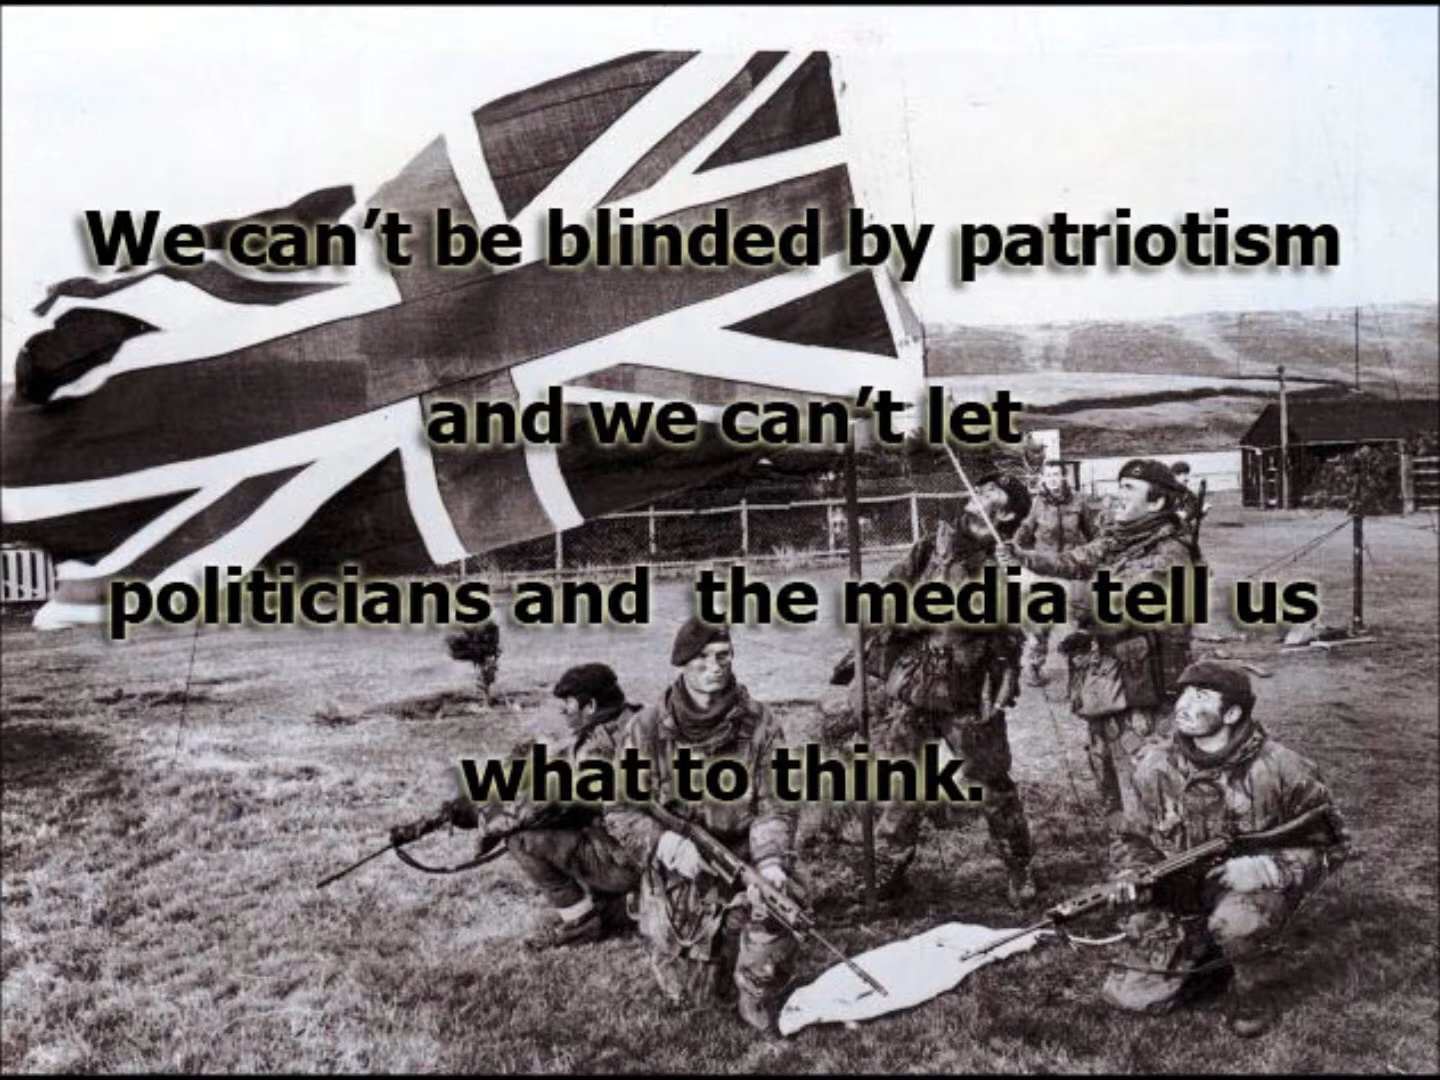 We can’t be blinded by patriotism
and we can’t let
politicians and  the media tell us
what to think.